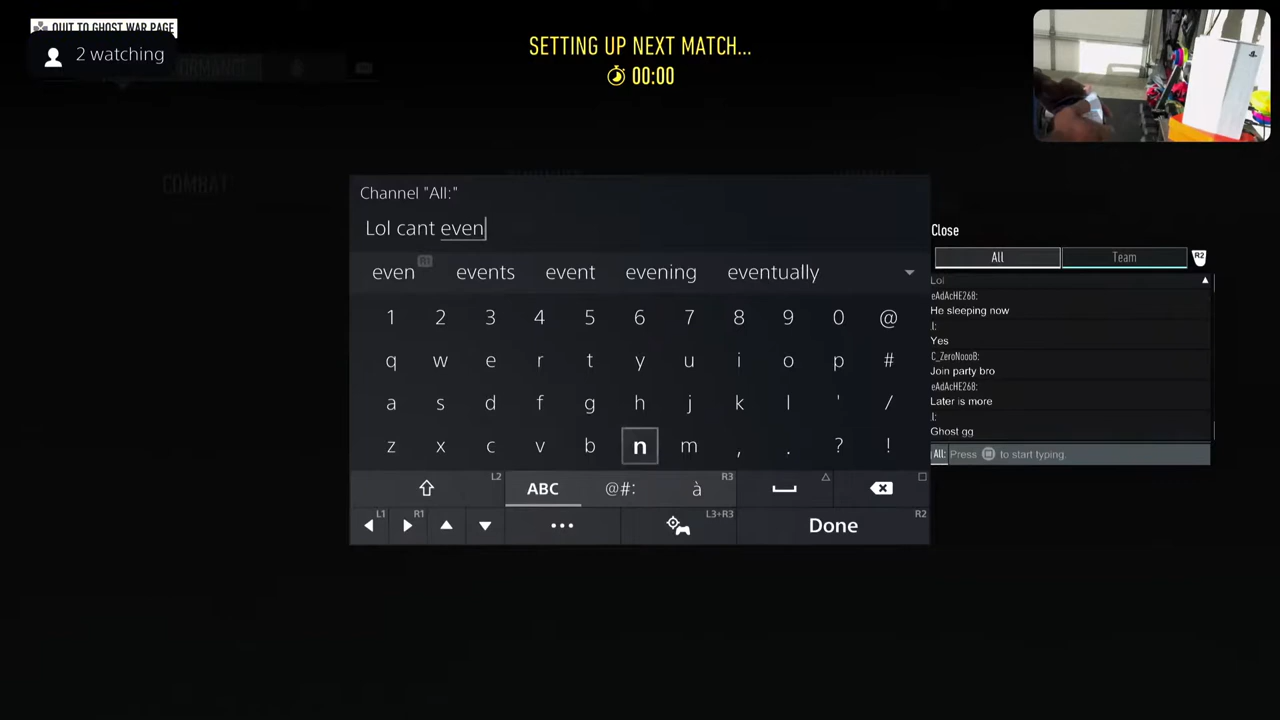 QUIT TO GHOST WAR PAGE
2 watching
SETTING UP NEXT MATCH...
00:00
COMBAT
Channel "All:"
Lol cant even
even R1 events event evening eventually
1 2 3 4 5 6 7 8 9 0 @
q w e r t y u i o p #
a s d f g h j k l ' /
z x c v b n m , . ? !
L2 ABC @#: à R3
L1 R1 ... L3+R3 Done R2
Close
All Team R2
Lol
eAdAcHE268:
He sleeping now
.l:
Yes
C_ZeroNoooB:
Join party bro
eAdAcHE268:
Later is more
.l:
Ghost gg
All: Press to start typing.